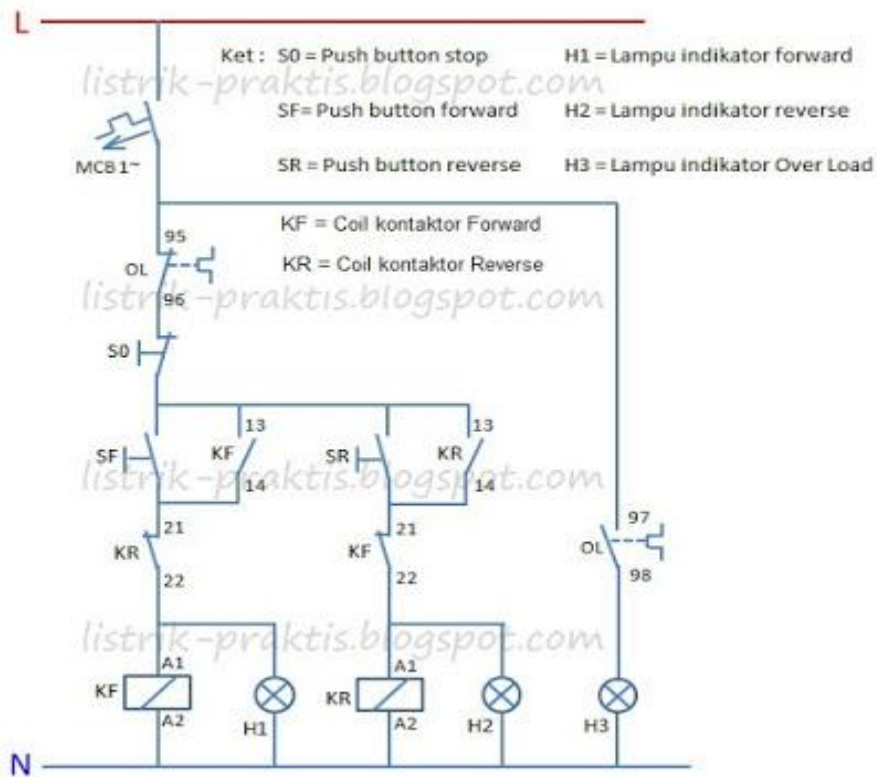 L
Ket : S0 = Push button stop H1 = Lampu indikator forward
listrik-praktis.blogspot.com
SF= Push button forward H2 = Lampu indikator reverse
MCB 1~ SR = Push button reverse H3 = Lampu indikator Over Load
KF = Coil kontaktor Forward
95
OL KR = Coil kontaktor Reverse
96
listrik-praktis.blogspot.com
S0
13 13
SF KF SR KR
14 14
listrik-praktis.blogspot.com
21 21 97
KR KF OL
22 22 98
listrik-praktis.blogspot.com
A1 A1
KF KR
A2 H1 A2 H2 H3
N